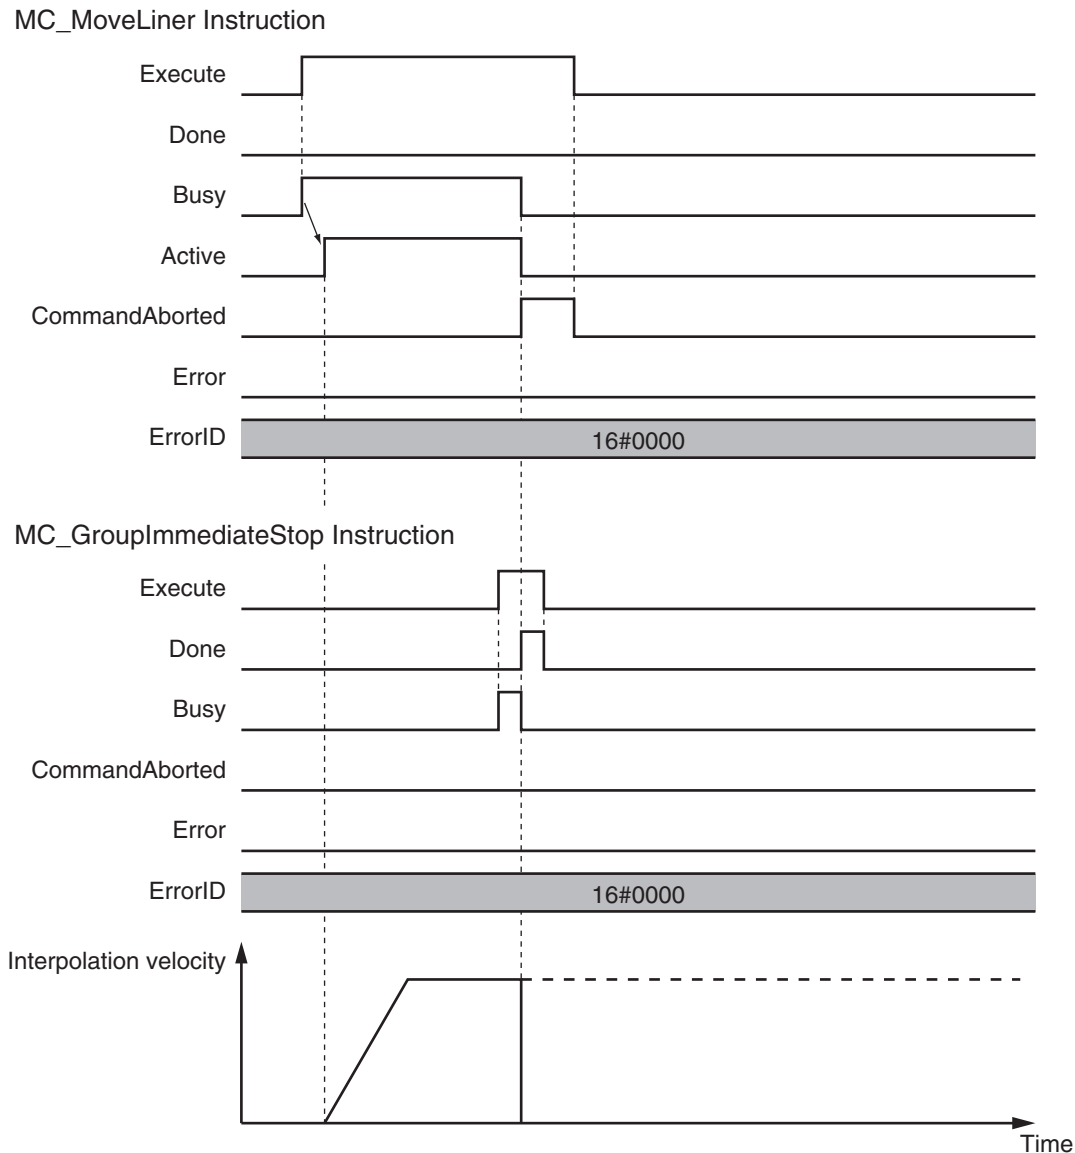 MC_MoveLiner Instruction
Execute
Done
Busy
Active
CommandAborted
Error
ErrorID
16#0000
MC_GroupImmediateStop Instruction
Execute
Done
Busy
CommandAborted
Error
ErrorID
16#0000
Interpolation velocity
Time